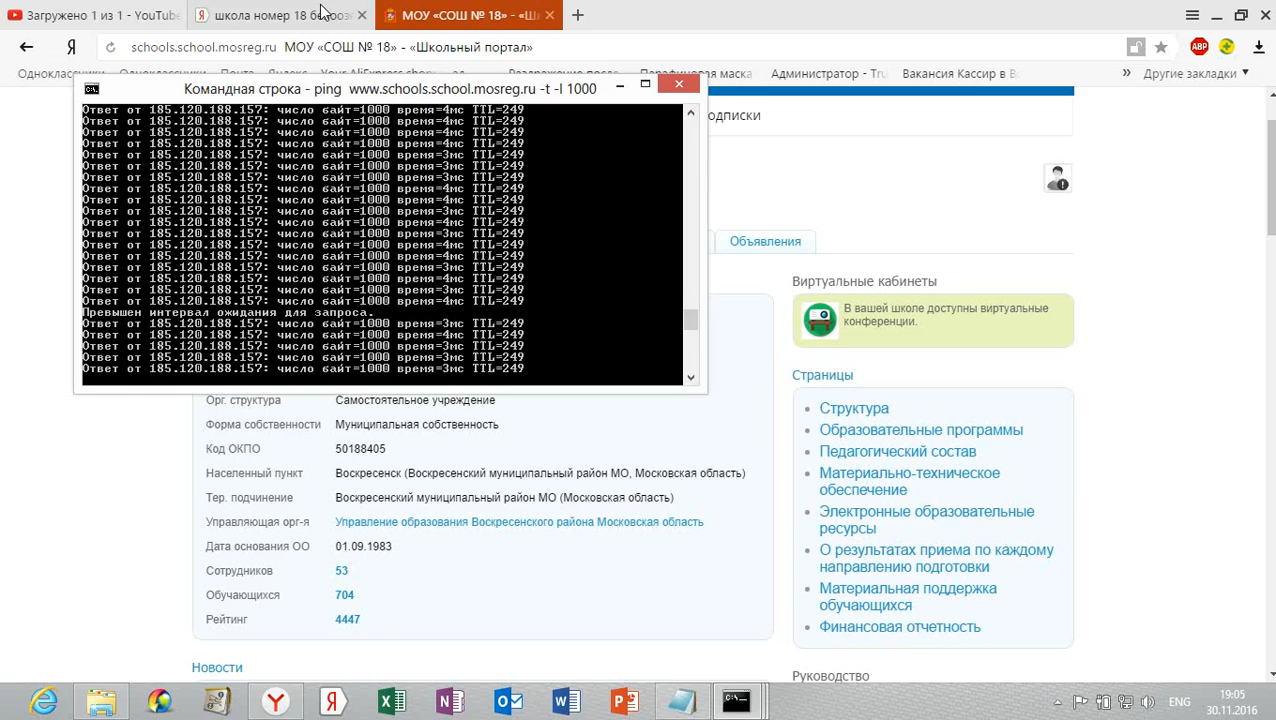 Загружено 1 из 1 - YouTu
школа номер 18 белоозе
МОУ «СОШ № 18» - «Ш
schools.school.mosreg.ru МОУ «СОШ № 18» - «Школьный портал»
ABP
Одноклассники Одноклассники Почта Яндекс Your AliExpress shop Раздражение Парафиновая маска Администратор - Tru Вакансия Кассир в Вос » Другие закладки
Командная строка - ping www.schools.school.mosreg.ru -t -l 1000
одписки
Ответ от 185.120.188.157: число байт=1000 время=4мс TTL=249
Ответ от 185.120.188.157: число байт=1000 время=4мс TTL=249
Ответ от 185.120.188.157: число байт=1000 время=4мс TTL=249
Ответ от 185.120.188.157: число байт=1000 время=4мс TTL=249
Ответ от 185.120.188.157: число байт=1000 время=3мс TTL=249
Ответ от 185.120.188.157: число байт=1000 время=3мс TTL=249
Ответ от 185.120.188.157: число байт=1000 время=3мс TTL=249
Ответ от 185.120.188.157: число байт=1000 время=4мс TTL=249
Ответ от 185.120.188.157: число байт=1000 время=4мс TTL=249
Ответ от 185.120.188.157: число байт=1000 время=3мс TTL=249
Ответ от 185.120.188.157: число байт=1000 время=4мс TTL=249
Ответ от 185.120.188.157: число байт=1000 время=3мс TTL=249
Ответ от 185.120.188.157: число байт=1000 время=4мс TTL=249
Ответ от 185.120.188.157: число байт=1000 время=3мс TTL=249
Ответ от 185.120.188.157: число байт=1000 время=4мс TTL=249
Ответ от 185.120.188.157: число байт=1000 время=4мс TTL=249
Ответ от 185.120.188.157: число байт=1000 время=3мс TTL=249
Ответ от 185.120.188.157: число байт=1000 время=4мс TTL=249
Превышен интервал ожидания для запроса.
Ответ от 185.120.188.157: число байт=1000 время=3мс TTL=249
Ответ от 185.120.188.157: число байт=1000 время=4мс TTL=249
Ответ от 185.120.188.157: число байт=1000 время=3мс TTL=249
Ответ от 185.120.188.157: число байт=1000 время=4мс TTL=249
Ответ от 185.120.188.157: число байт=1000 время=3мс TTL=249
Объявления
Орг. структура Самостоятельное учреждение
Форма собственности Муниципальная собственность
Код ОКПО 50188405
Населенный пункт Воскресенск (Воскресенский муниципальный район МО, Московская область)
Тер. подчинение Воскресенский муниципальный район МО (Московская область)
Управляющая орг-я Управление образования Воскресенского района Московская область
Дата основания ОО 01.09.1983
Сотрудников 53
Обучающихся 704
Рейтинг 4447
Новости
Виртуальные кабинеты
В вашей школе доступны виртуальные
конференции.
Страницы
Структура
Образовательные программы
Педагогический состав
Материально-техническое
обеспечение
Электронные образовательные
ресурсы
О результатах приема по каждому
направлению подготовки
Материальная поддержка
обучающихся
Финансовая отчетность
Руководство
ENG
19:05
30.11.2016